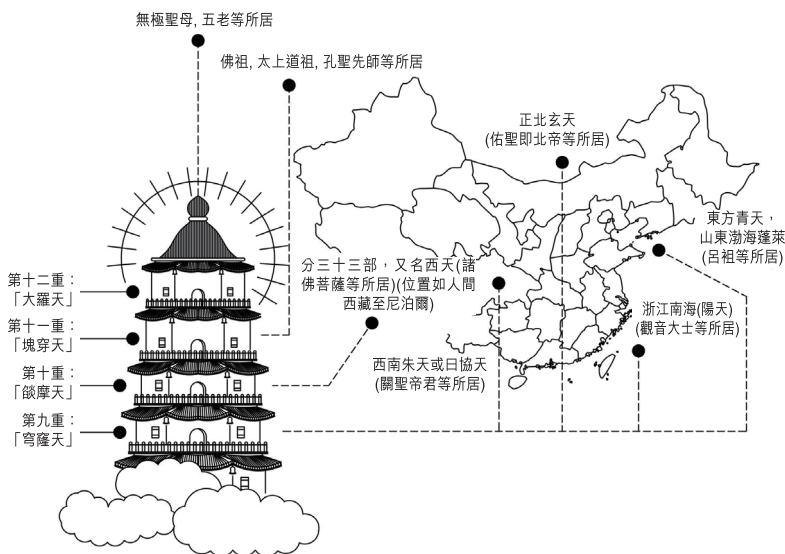 無極聖母, 五老等所居
佛祖, 太上道祖, 孔聖先師等所居
正北玄天
(佑聖即北帝等所居)
東方青天，
山東渤海蓬萊
(呂祖等所居)
分三十三部，又名西天(諸
佛菩薩等所居)(位置如人間
西藏至尼泊爾)
浙江南海(陽天)
(觀音大士等所居)
西南朱天或日協天
(關聖帝君等所居)
第十二重：
「大羅天」
第十一重：
「塊穿天」
第十重：
「燄摩天」
第九重：
「穹窿天」